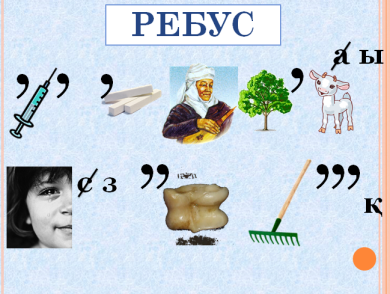 РЕБУС
, , , , а ы
с з ,, ,,, қ